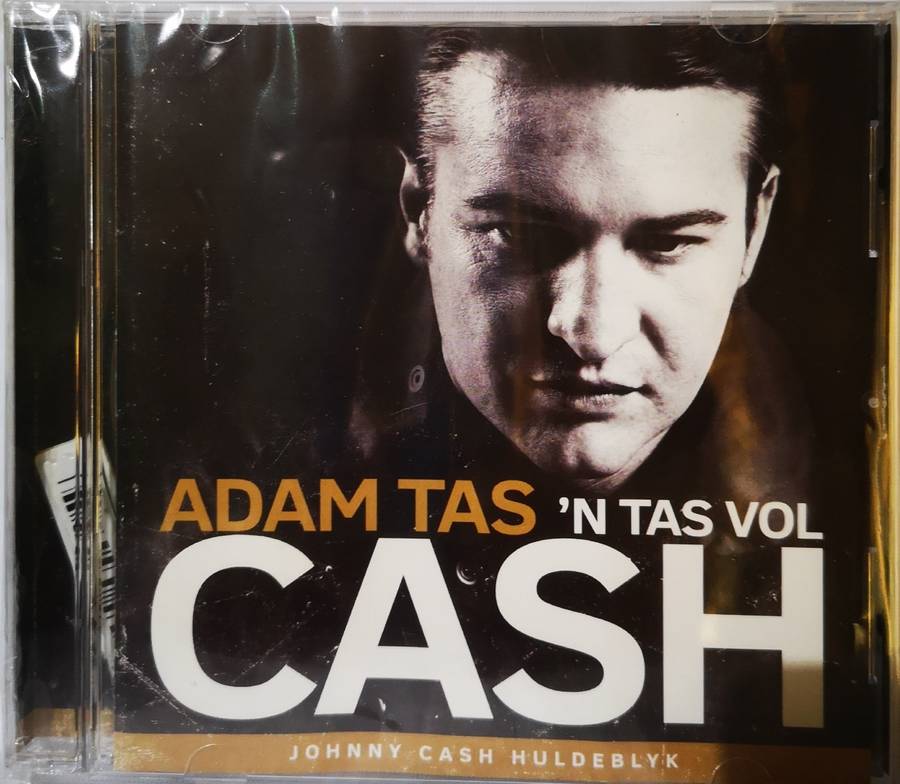 ADAM TAS 'N TAS VOL
CASH
JOHNNY CASH HULDEBLYK